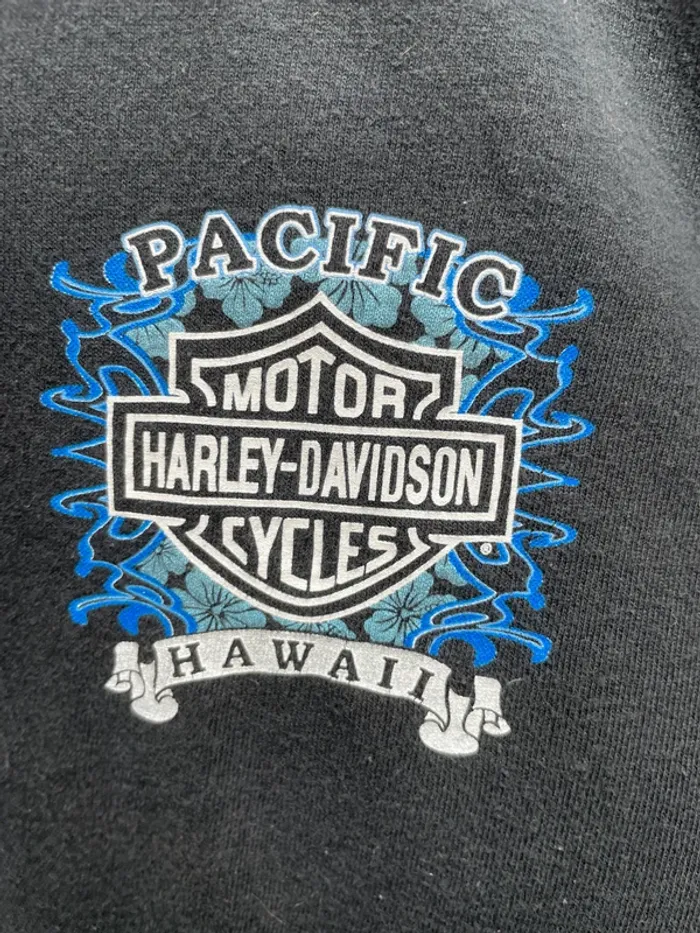 PACIFIC
MOTOR
HARLEY-DAVIDSON
CYCLES
®
HAWAII